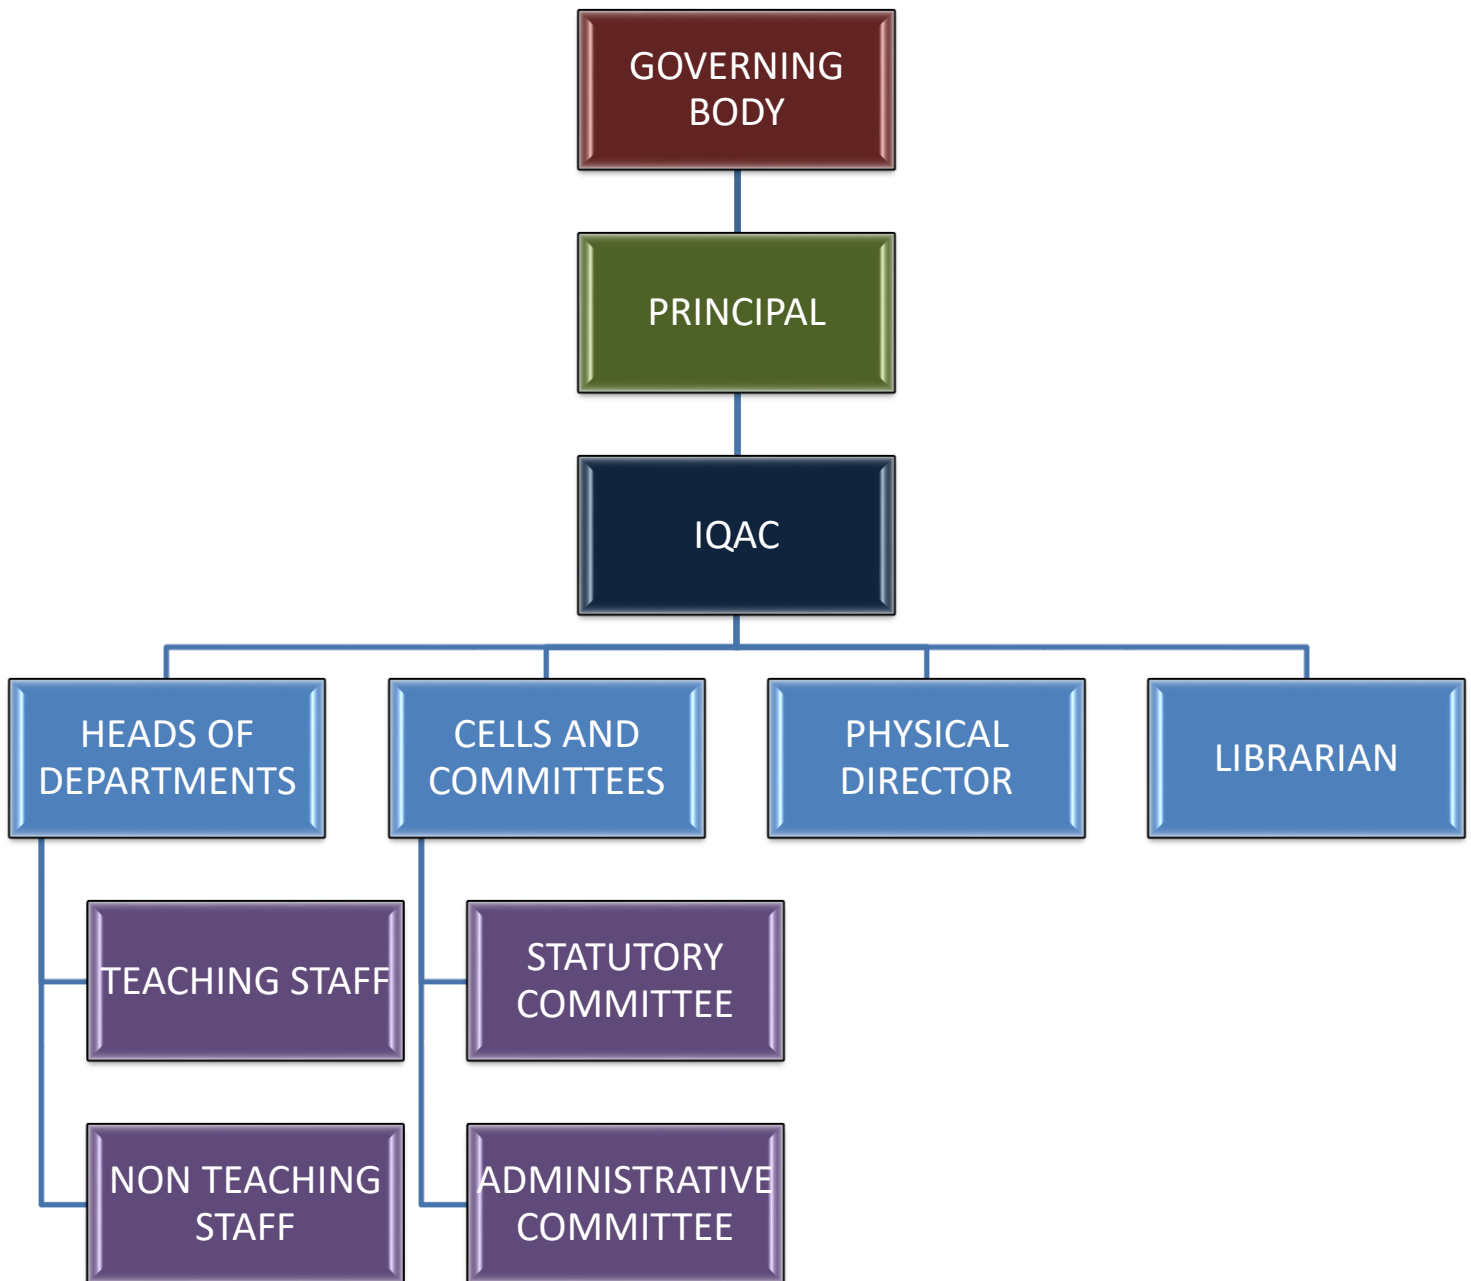 GOVERNING
BODY
PRINCIPAL
IQAC
HEADS OF
DEPARTMENTS
CELLS AND
COMMITTEES
PHYSICAL
DIRECTOR
LIBRARIAN
TEACHING STAFF
STATUTORY
COMMITTEE
NON TEACHING
STAFF
ADMINISTRATIVE
COMMITTEE